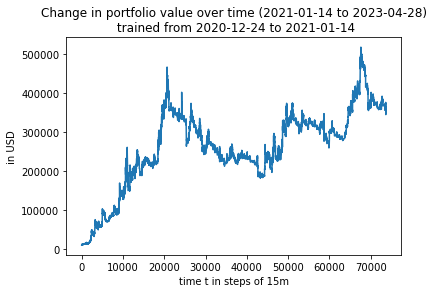 Change in portfolio value over time (2021-01-14 to 2023-04-28)
trained from 2020-12-24 to 2021-01-14
500000
400000
300000
200000
100000
0
in USD
0 10000 20000 30000 40000 50000 60000 70000
time t in steps of 15m